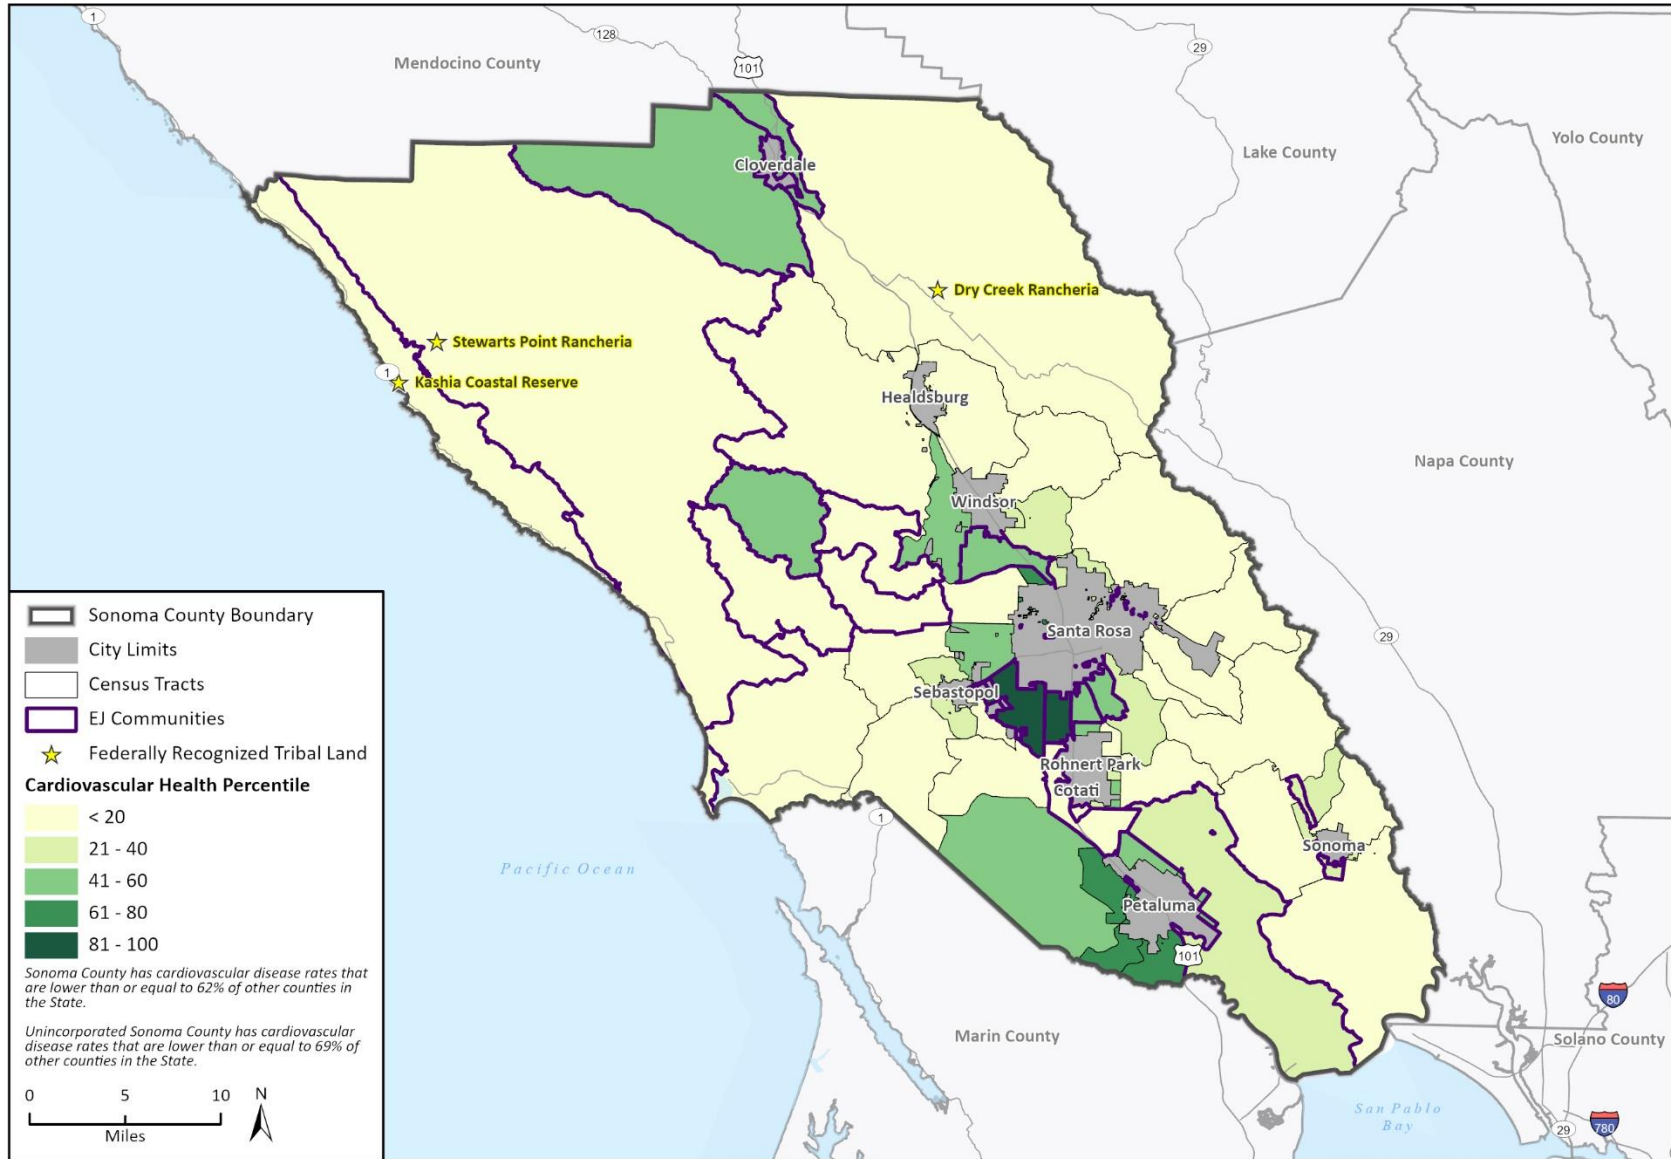 1
128
29
Mendocino County
101
Yolo County
Lake County
Cloverdale
Dry Creek Rancheria
Stewarts Point Rancheria
1
Kashia Coastal Reserve
Healdsburg
29
Napa County
Windsor
Santa Rosa
29
Sebastopol
Rohnert Park
Cotati
1
Sonoma
Pacific Ocean
Petaluma
101
80
Marin County
Solano County
San Pablo
Bay
29
780
Sonoma County Boundary
City Limits
Census Tracts
EJ Communities
Federally Recognized Tribal Land
Cardiovascular Health Percentile
< 20
21 - 40
41 - 60
61 - 80
81 - 100
Sonoma County has cardiovascular disease rates that
are lower than or equal to 62% of other counties in
the State.
Unincorporated Sonoma County has cardiovascular
disease rates that are lower than or equal to 69% of
other counties in the State.
0 5 10
Miles
N